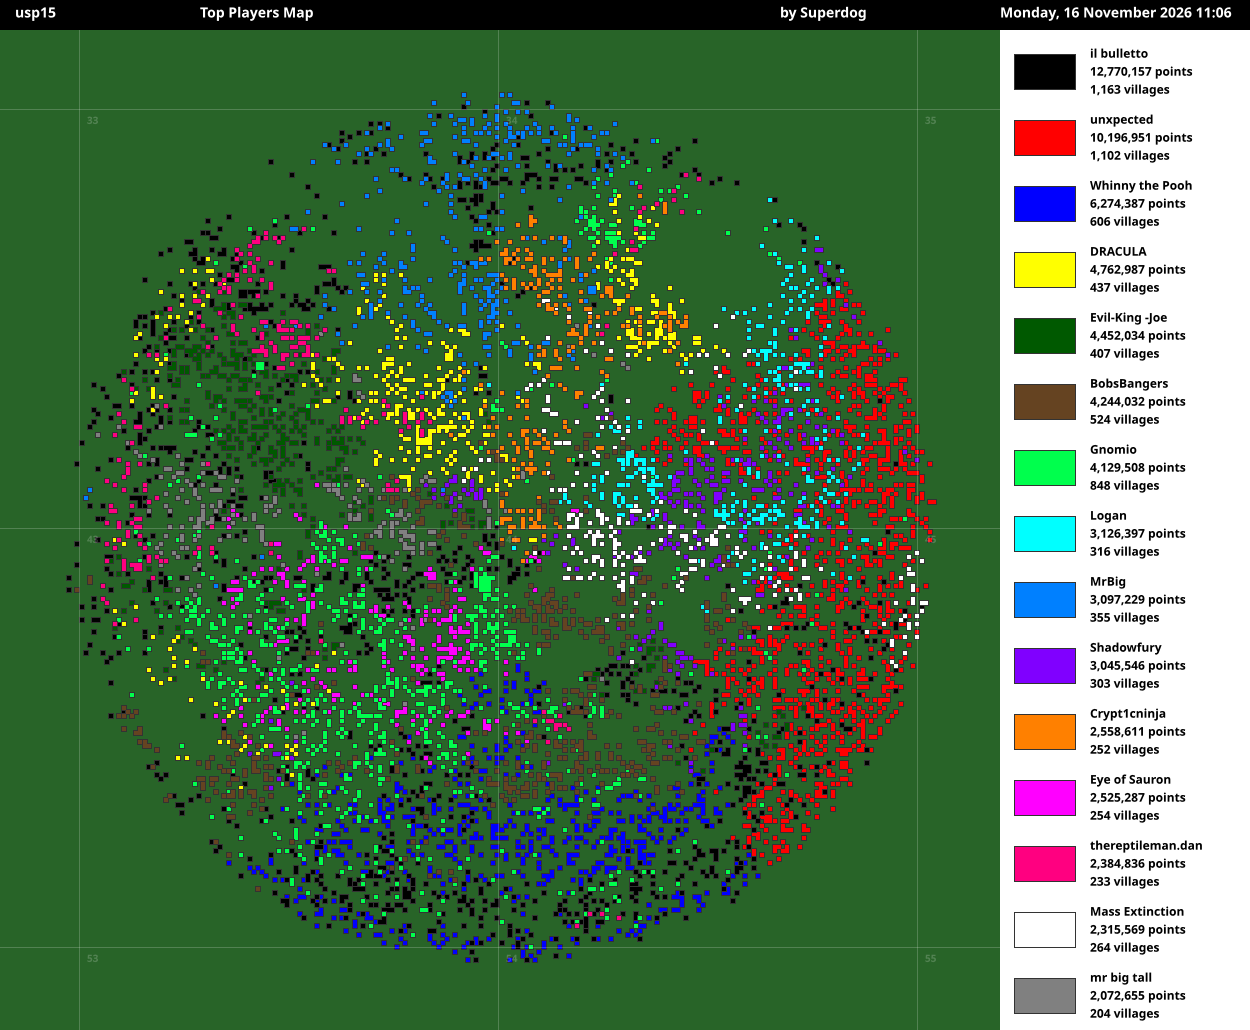 usp15 Top Players Map by Superdog Monday, 16 November 2026 11:06
il bulletto
12,770,157 points
1,163 villages
unxpected
10,196,951 points
1,102 villages
Whinny the Pooh
6,274,387 points
606 villages
DRACULA
4,762,987 points
437 villages
Evil-King -Joe
4,452,034 points
407 villages
BobsBangers
4,244,032 points
524 villages
Gnomio
4,129,508 points
848 villages
Logan
3,126,397 points
316 villages
MrBig
3,097,229 points
355 villages
Shadowfury
3,045,546 points
303 villages
Crypt1cninja
2,558,611 points
252 villages
Eye of Sauron
2,525,287 points
254 villages
thereptileman.dan
2,384,836 points
233 villages
Mass Extinction
2,315,569 points
264 villages
mr big tall
2,072,655 points
204 villages
33 34 35
45
53 54 55